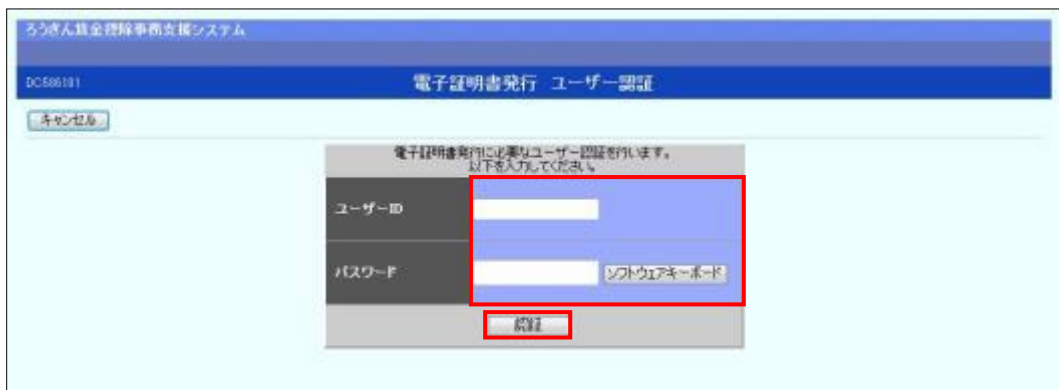 ろうきん賃金控除事務支援システム
DC586101
電子証明書発行 ユーザー認証
キャンセル
電子証明書発行に必要なユーザー認証を行います。
以下を入力してください。
ユーザーID
パスワード
ソフトウェアキーボード
認証